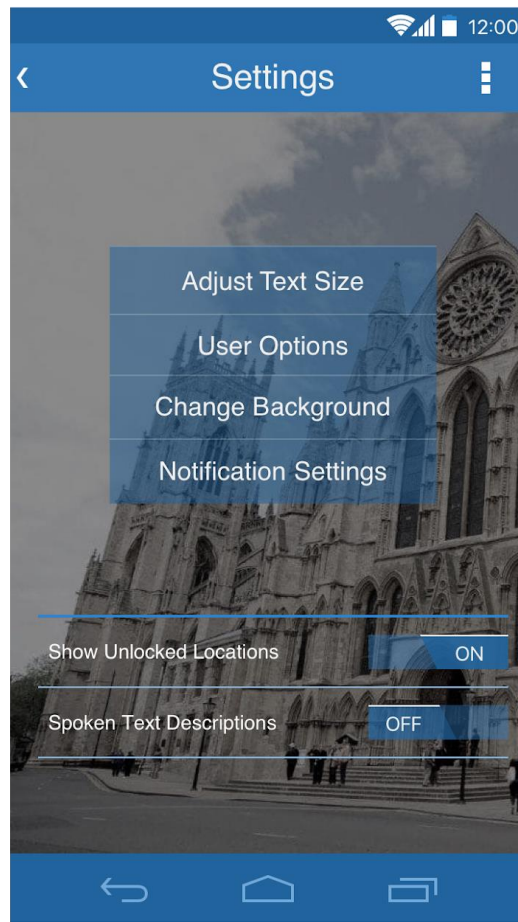 12:00
Settings
Adjust Text Size
User Options
Change Background
Notification Settings
Show Unlocked Locations ON
Spoken Text Descriptions OFF